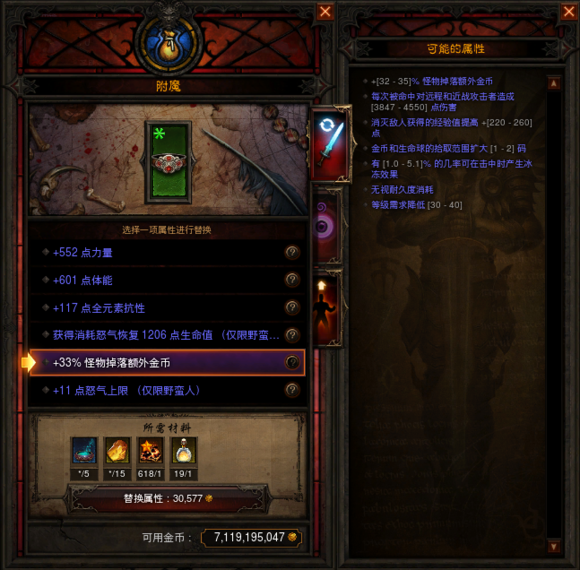 附魔
选择一项属性进行替换
+552 点力量
+601 点体能
+117 点全元素抗性
获得消耗怒气恢复 1206 点生命值 （仅限野蛮...
+33% 怪物掉落额外金币
+11 点怒气上限 （仅限野蛮人）
所需材料
*/5 */15 618/1 19/1
替换属性：30,577
可用金币： 7,119,195,047
可能的属性
+[32 - 35]% 怪物掉落额外金币
每次被命中对远程和近战攻击者造成
[3847 - 4550] 点伤害
消灭敌人获得的经验值提高 +[220 - 260]
点
金币和生命球的拾取范围扩大 [1 - 2] 码
有 [1.0 - 5.1]% 的几率可在击中时产生冰
冻效果
无视耐久度消耗
等级需求降低 [30 - 40]